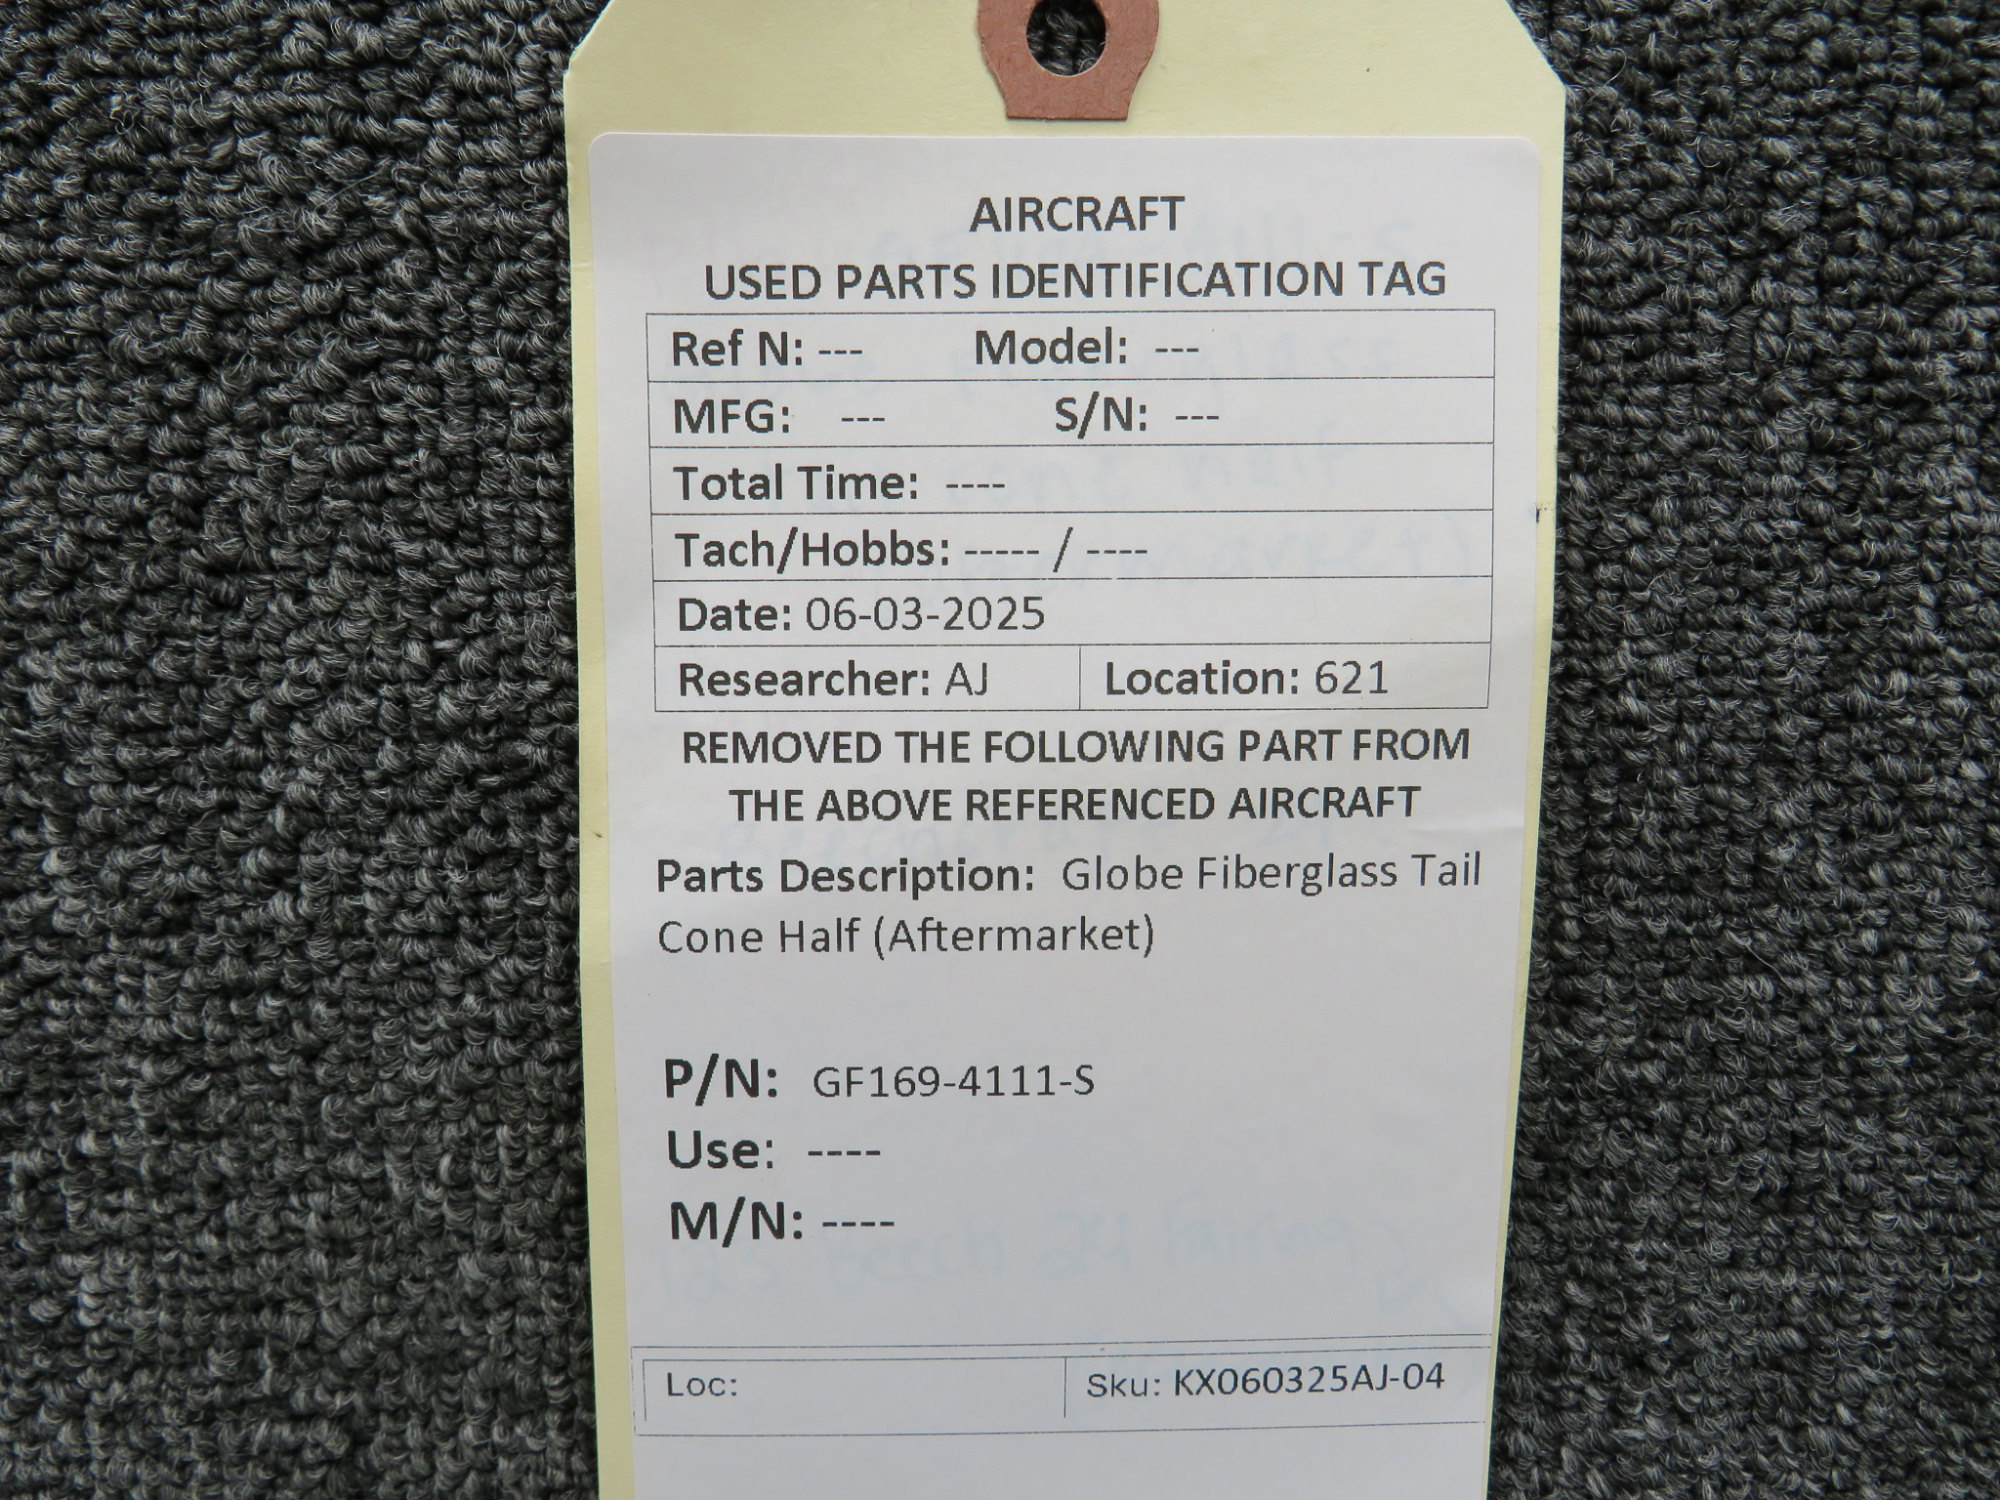 AIRCRAFT
USED PARTS IDENTIFICATION TAG
Ref N: --- Model: ---
MFG: --- S/N: ---
Total Time: ----
Tach/Hobbs: ----- / ----
Date: 06-03-2025
Researcher: AJ Location: 621
REMOVED THE FOLLOWING PART FROM
THE ABOVE REFERENCED AIRCRAFT
Parts Description: Globe Fiberglass Tail
Cone Half (Aftermarket)
P/N: GF169-4111-S
Use: ----
M/N: ----
Loc: Sku: KX060325AJ-04